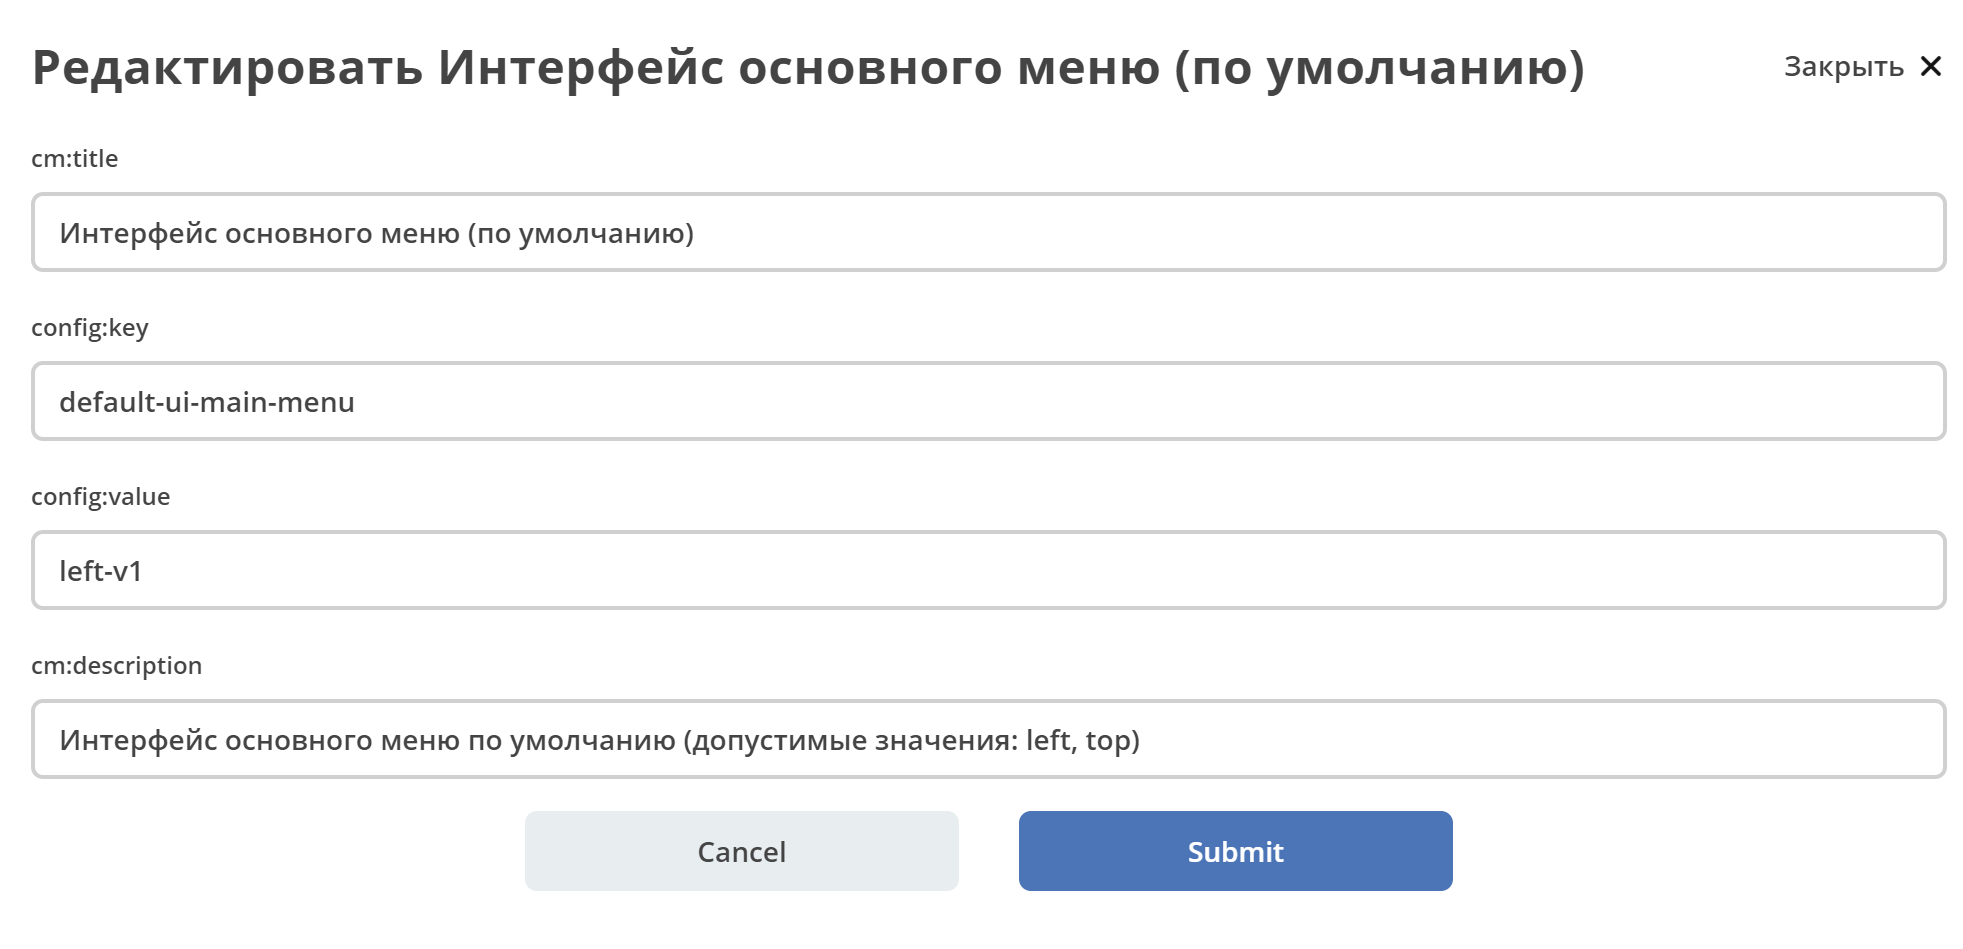 Редактировать Интерфейс основного меню (по умолчанию)
Закрыть
cm:title
Интерфейс основного меню (по умолчанию)
config:key
default-ui-main-menu
config:value
left-v1
cm:description
Интерфейс основного меню по умолчанию (допустимые значения: left, top)
Cancel
Submit